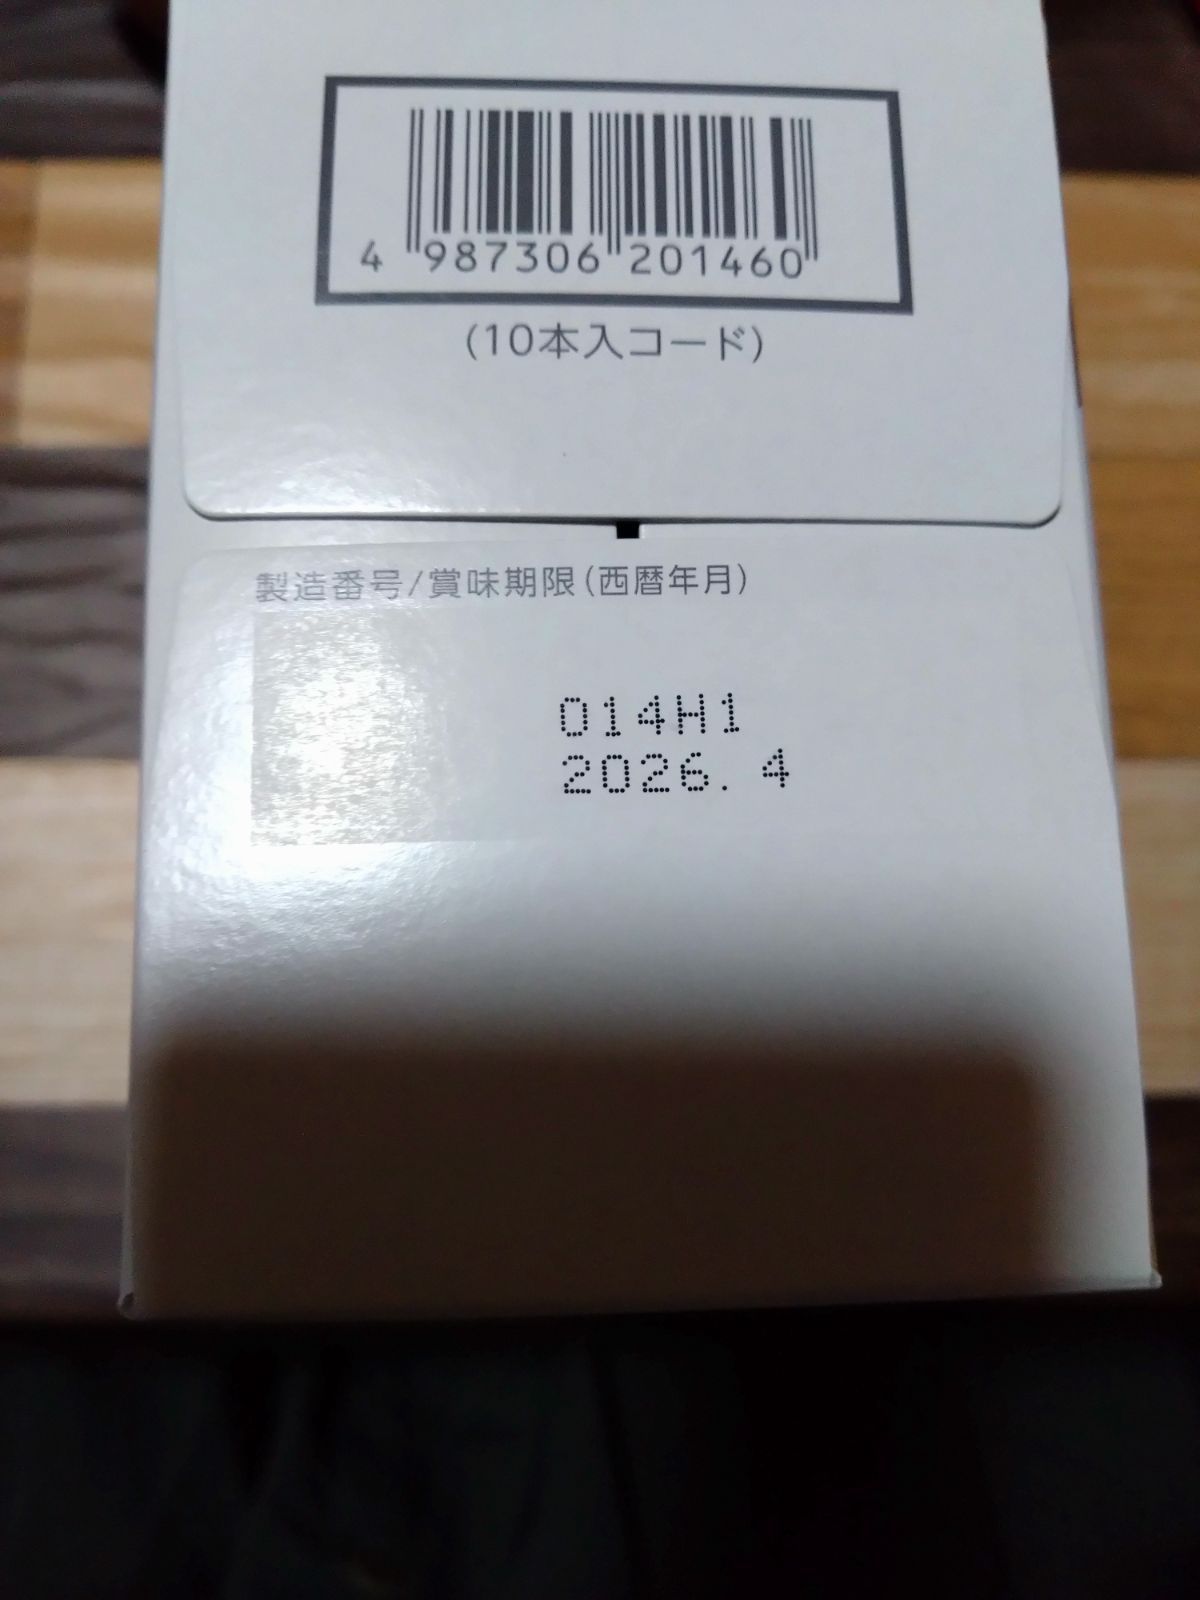 4 987306 201460
(10本入コード)
製造番号/賞味期限(西暦年月)
014H1
2026. 4